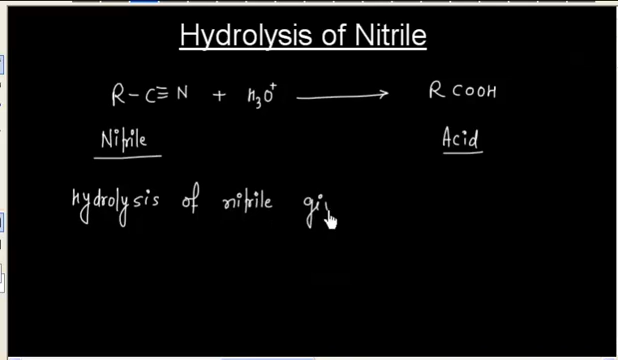 Hydrolysis of Nitrile
R-C≡N + H₃O⁺ ⟶ RCOOH
Nitrile Acid
hydrolysis of nitrile gi